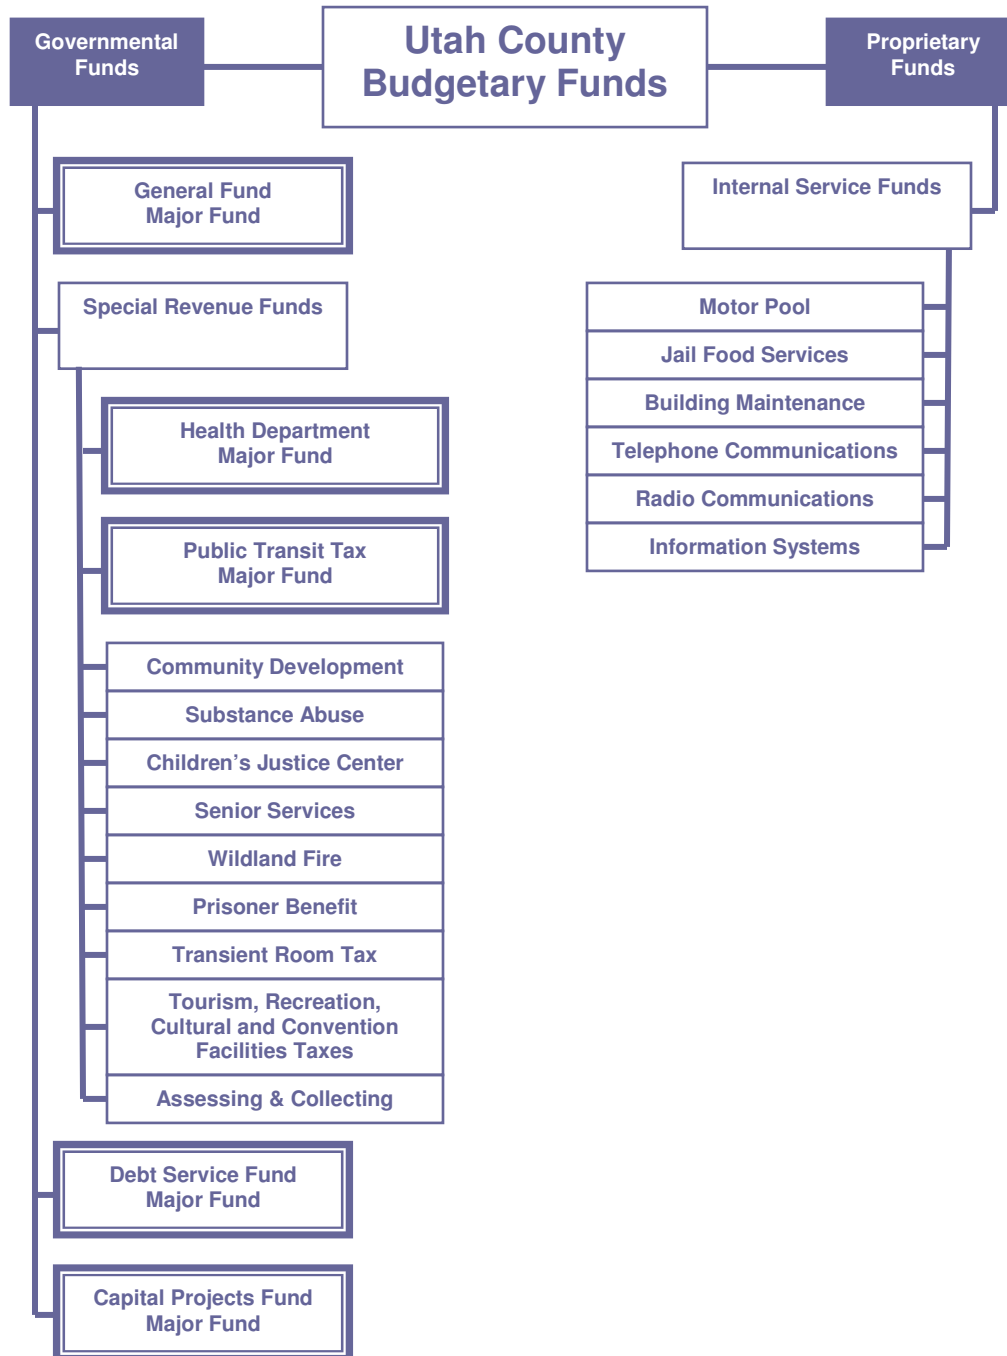 Governmental
Funds
Utah County
Budgetary Funds
Proprietary
Funds
General Fund
Major Fund
Special Revenue Funds
Health Department
Major Fund
Public Transit Tax
Major Fund
Community Development
Substance Abuse
Children’s Justice Center
Senior Services
Wildland Fire
Prisoner Benefit
Transient Room Tax
Tourism, Recreation,
Cultural and Convention
Facilities Taxes
Assessing & Collecting
Debt Service Fund
Major Fund
Capital Projects Fund
Major Fund
Internal Service Funds
Motor Pool
Jail Food Services
Building Maintenance
Telephone Communications
Radio Communications
Information Systems